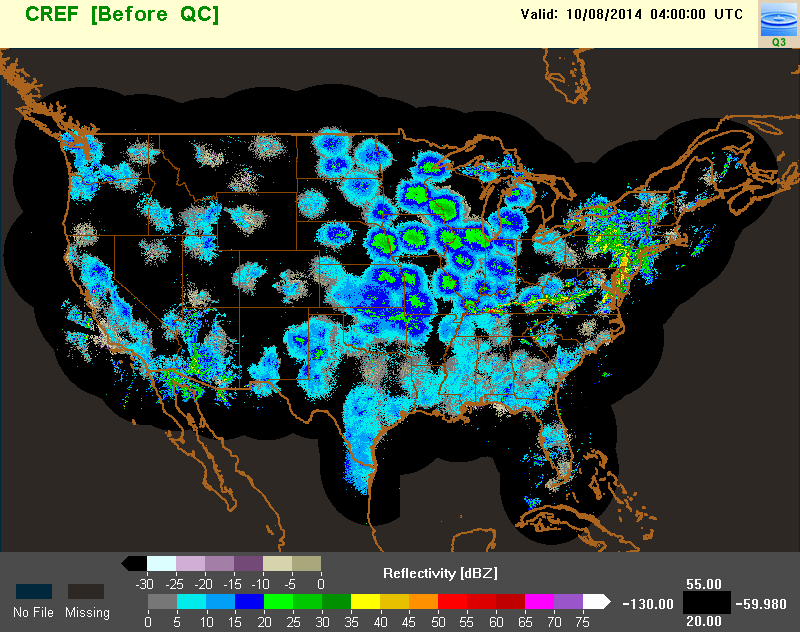 CREF [Before QC]
Valid: 10/08/2014 04:00:00 UTC
Q3
Reflectivity [dBZ]
-30 -25 -20 -15 -10 -5 0
No File Missing
0 5 10 15 20 25 30 35 40 45 50 55 60 65 70 75
55.00
-130.00 -59.980
20.00